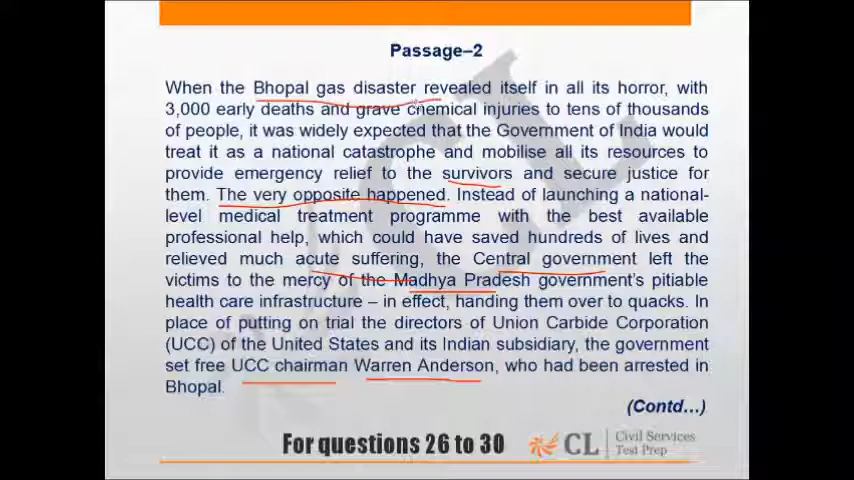 Passage–2
When the Bhopal gas disaster revealed itself in all its horror, with
3,000 early deaths and grave chemical injuries to tens of thousands
of people, it was widely expected that the Government of India would
treat it as a national catastrophe and mobilise all its resources to
provide emergency relief to the survivors and secure justice for
them. The very opposite happened. Instead of launching a national-
level medical treatment programme with the best available
professional help, which could have saved hundreds of lives and
relieved much acute suffering, the Central government left the
victims to the mercy of the Madhya Pradesh government's pitiable
health care infrastructure – in effect, handing them over to quacks. In
place of putting on trial the directors of Union Carbide Corporation
(UCC) of the United States and its Indian subsidiary, the government
set free UCC chairman Warren Anderson, who had been arrested in
Bhopal.
(Contd…)
For questions 26 to 30
CL
Civil Services
Test Prep